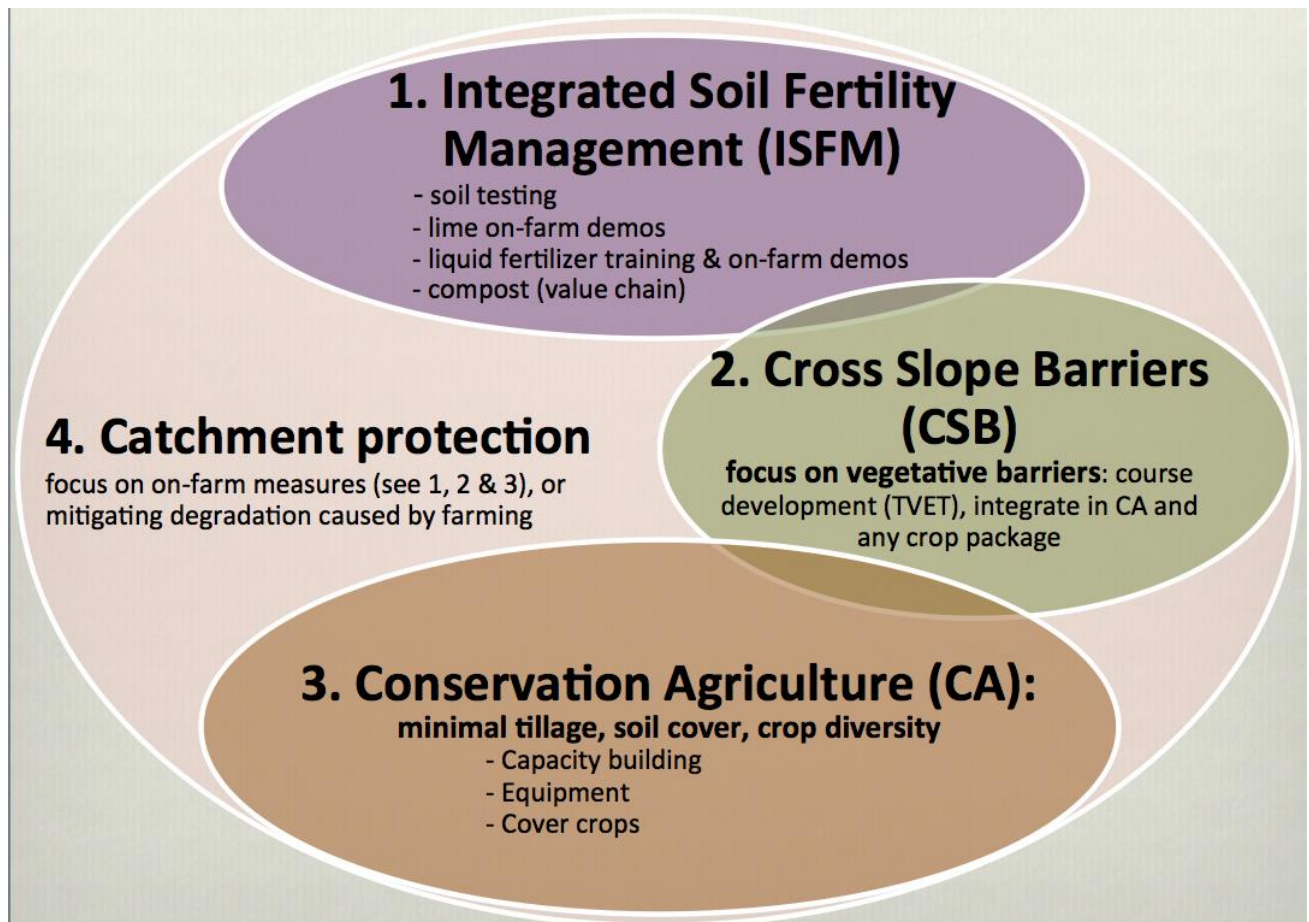 1. Integrated Soil Fertility
Management (ISFM)
- soil testing
- lime on-farm demos
- liquid fertilizer training & on-farm demos
- compost (value chain)
2. Cross Slope Barriers
(CSB)
focus on vegetative barriers: course
development (TVET), integrate in CA and
any crop package
4. Catchment protection
focus on on-farm measures (see 1, 2 & 3), or
mitigating degradation caused by farming
3. Conservation Agriculture (CA):
minimal tillage, soil cover, crop diversity
- Capacity building
- Equipment
- Cover crops